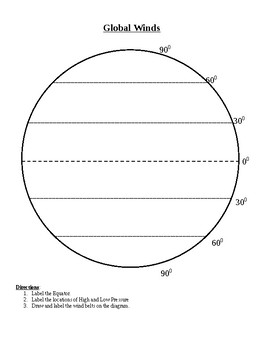 Global Winds
90⁰
60⁰
30⁰
0⁰
30⁰
60⁰
90⁰
Directions
1. Label the Equator
2. Label the locations of High and Low Pressure
3. Draw and label the wind belts on the diagram.